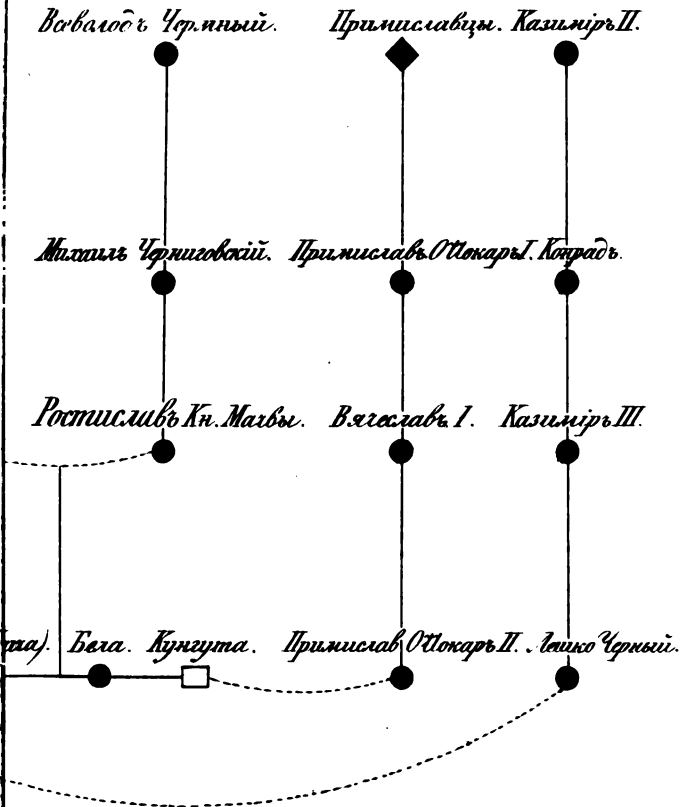 Всеволодъ Чермный. Примиславцы. Казиміръ II.
Михаилъ Черниговскій. Примиславъ Оттокаръ I. Конрадъ.
Ростиславъ Кн. Мачвы. Вячеславъ I. Казиміръ III.
Бела. Кунгута. Примислав Оттокаръ II. Лешко Черный.